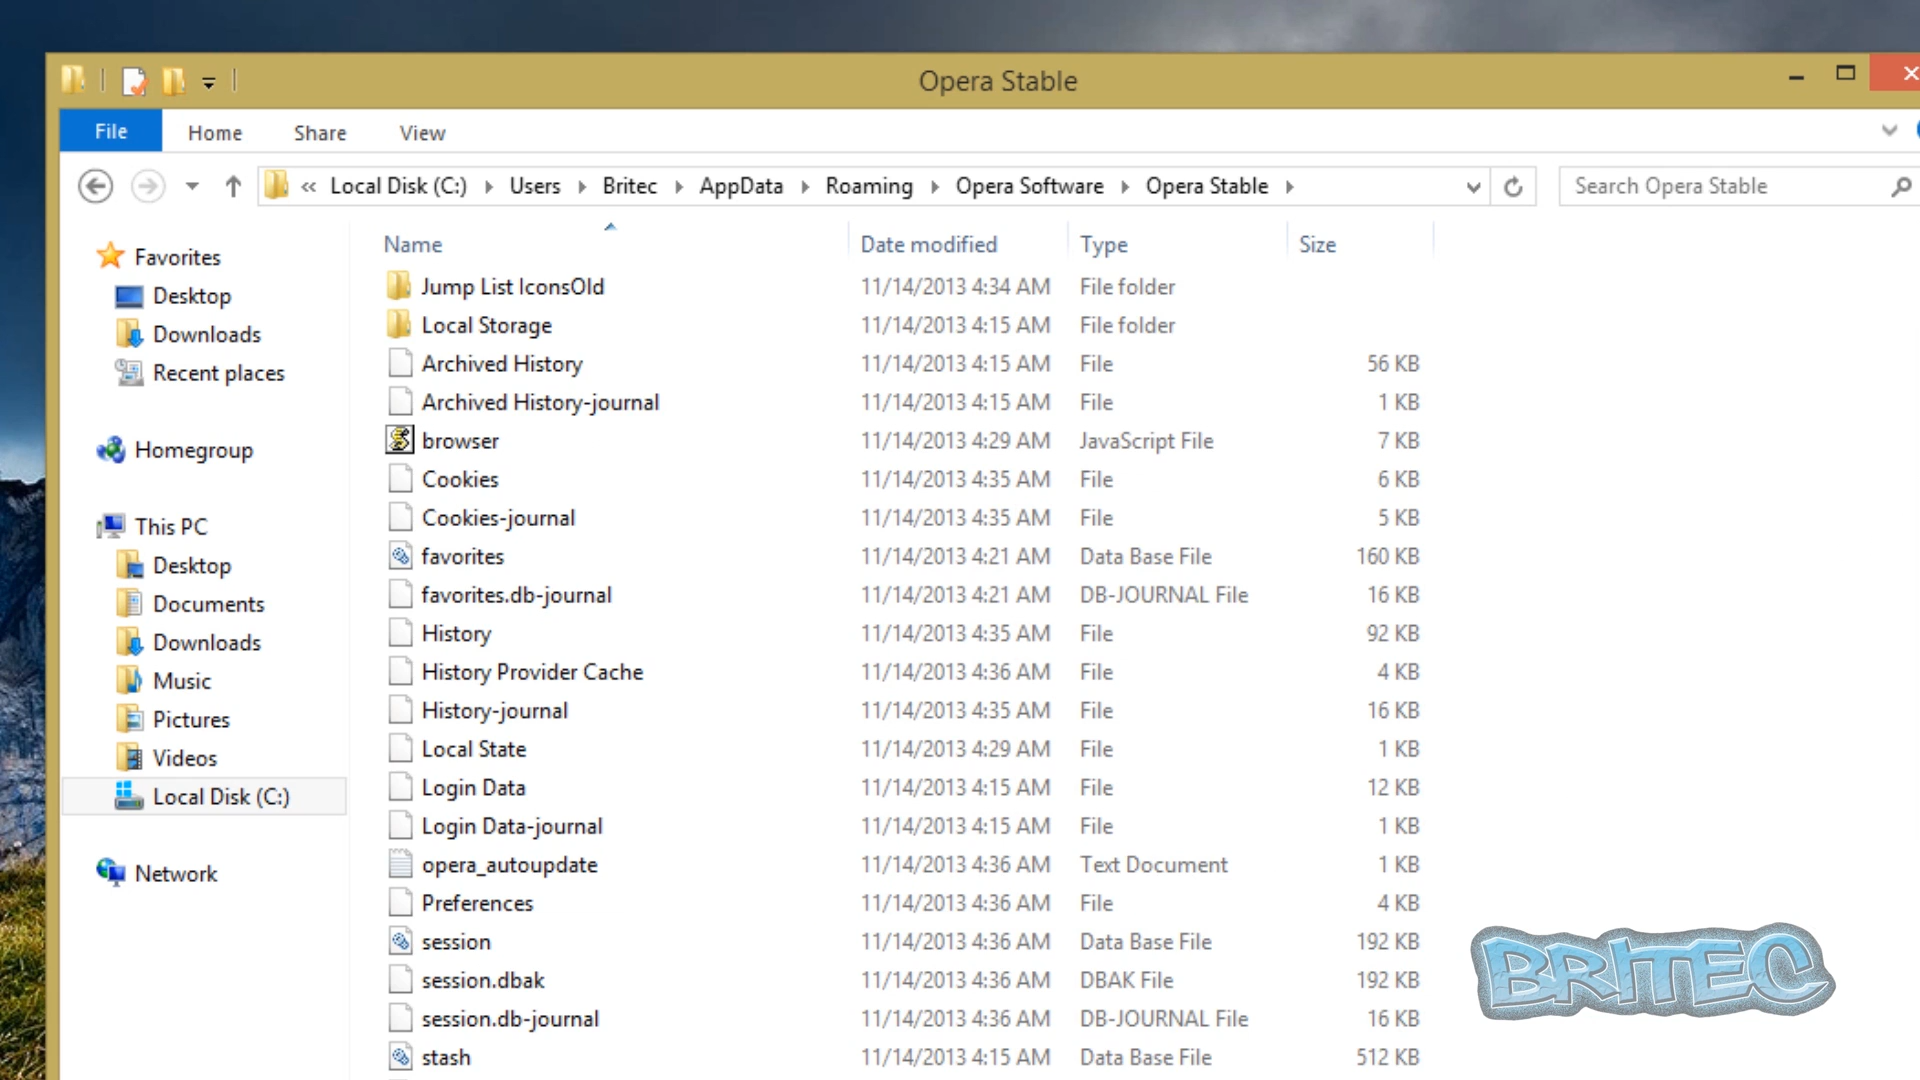 Opera Stable
File Home Share View
« Local Disk (C:) Users Britec AppData Roaming Opera Software Opera Stable Search Opera Stable
Favorites
Desktop
Downloads
Recent places
Homegroup
This PC
Desktop
Documents
Downloads
Music
Pictures
Videos
Local Disk (C:)
Network
Name Date modified Type Size
Jump List IconsOld 11/14/2013 4:34 AM File folder
Local Storage 11/14/2013 4:15 AM File folder
Archived History 11/14/2013 4:15 AM File 56 KB
Archived History-journal 11/14/2013 4:15 AM File 1 KB
browser 11/14/2013 4:29 AM JavaScript File 7 KB
Cookies 11/14/2013 4:35 AM File 6 KB
Cookies-journal 11/14/2013 4:35 AM File 5 KB
favorites 11/14/2013 4:21 AM Data Base File 160 KB
favorites.db-journal 11/14/2013 4:21 AM DB-JOURNAL File 16 KB
History 11/14/2013 4:35 AM File 92 KB
History Provider Cache 11/14/2013 4:36 AM File 4 KB
History-journal 11/14/2013 4:35 AM File 16 KB
Local State 11/14/2013 4:29 AM File 1 KB
Login Data 11/14/2013 4:15 AM File 12 KB
Login Data-journal 11/14/2013 4:15 AM File 1 KB
opera_autoupdate 11/14/2013 4:36 AM Text Document 1 KB
Preferences 11/14/2013 4:36 AM File 4 KB
session 11/14/2013 4:36 AM Data Base File 192 KB
session.dbak 11/14/2013 4:36 AM DBAK File 192 KB
session.db-journal 11/14/2013 4:36 AM DB-JOURNAL File 16 KB
stash 11/14/2013 4:15 AM Data Base File 512 KB
BRITEC